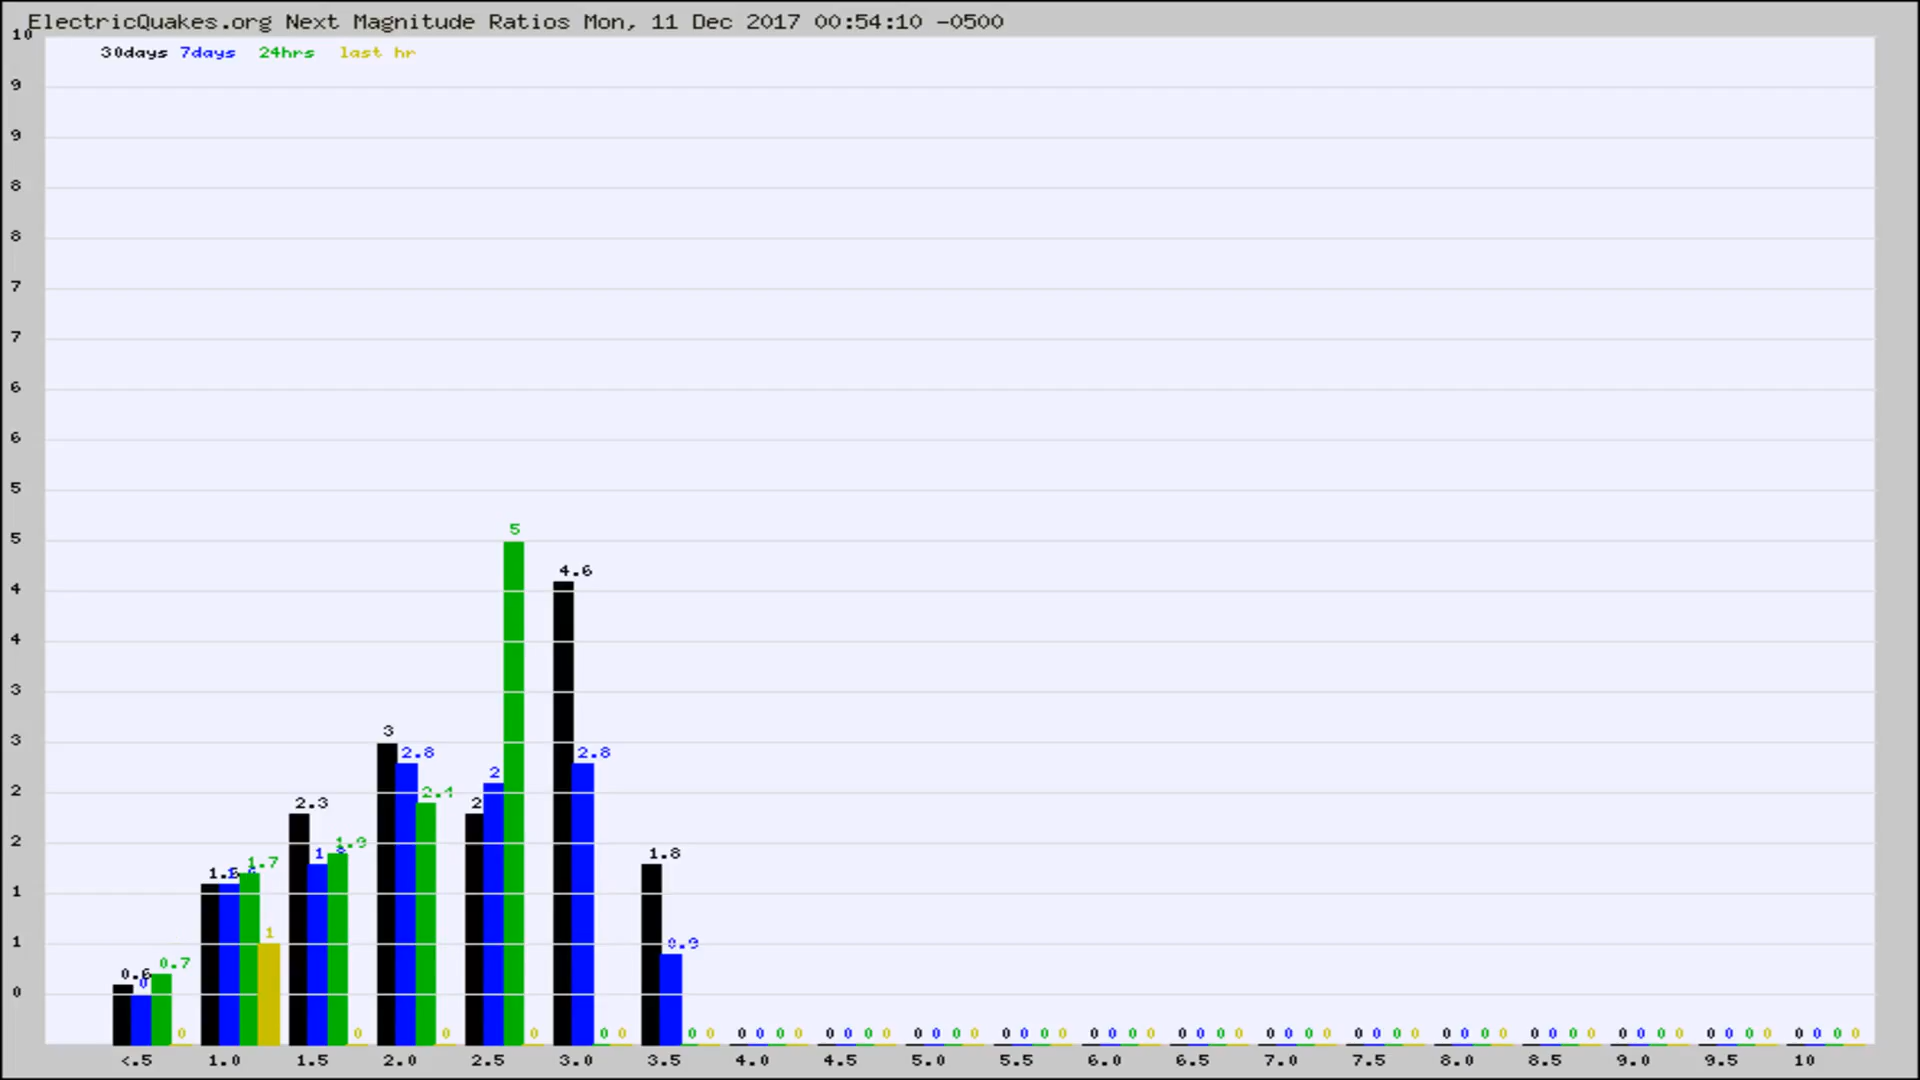 ElectricQuakes.org Next Magnitude Ratios Mon, 11 Dec 2017 00:54:10 -0500
30days 7days 24hrs last hr
10
9
9
8
8
7
7
6
6
5
5
4
4
3
3
2
2
1
1
0
5
4.6
3 2.8 2.4
2 2
2.8
2.3 1 1.9
1.8 0.9
1.6 1.7 1
0.6 0 0.7
0 0 0 0 0 0 0 0 0
0 0 0 0 0 0 0 0 0 0 0 0 0 0 0 0 0 0 0 0 0 0 0 0 0 0 0 0 0 0 0 0 0 0 0 0 0 0 0 0 0 0 0 0 0 0 0 0 0 0 0 0
<.5 1.0 1.5 2.0 2.5 3.0 3.5 4.0 4.5 5.0 5.5 6.0 6.5 7.0 7.5 8.0 8.5 9.0 9.5 10